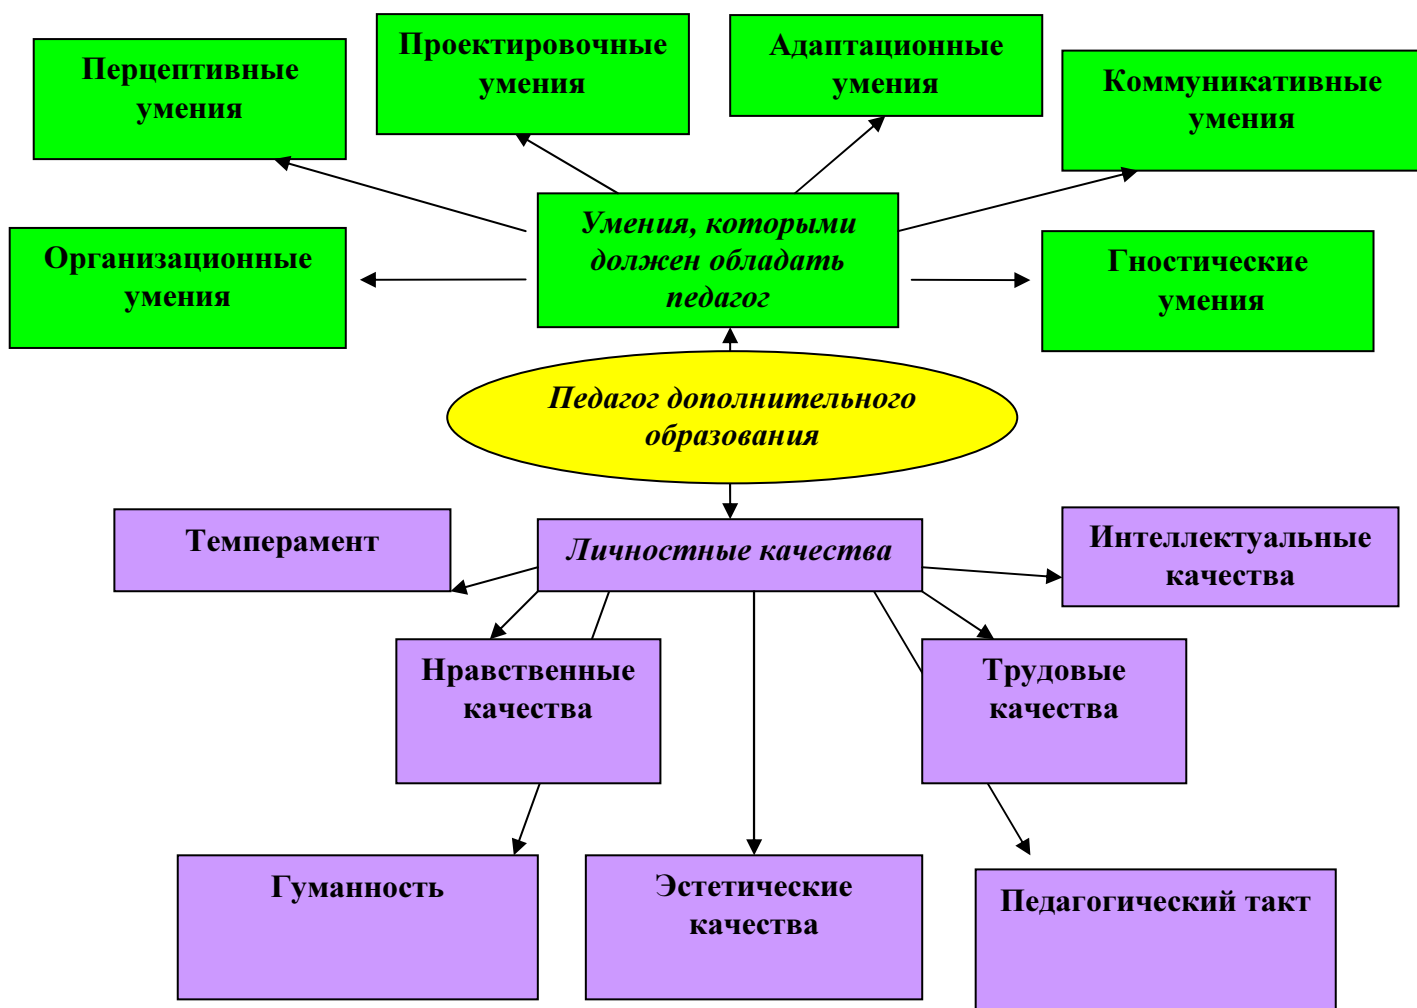 Перцептивные
умения
Проектировочные
умения
Адаптационные
умения
Коммуникативные
умения
Умения, которыми
должен обладать
педагог
Организационные
умения
Гностические
умения
Педагог дополнительного
образования
Темперамент
Личностные качества
Интеллектуальные
качества
Нравственные
качества
Трудовые
качества
Гуманность
Эстетические
качества
Педагогический такт